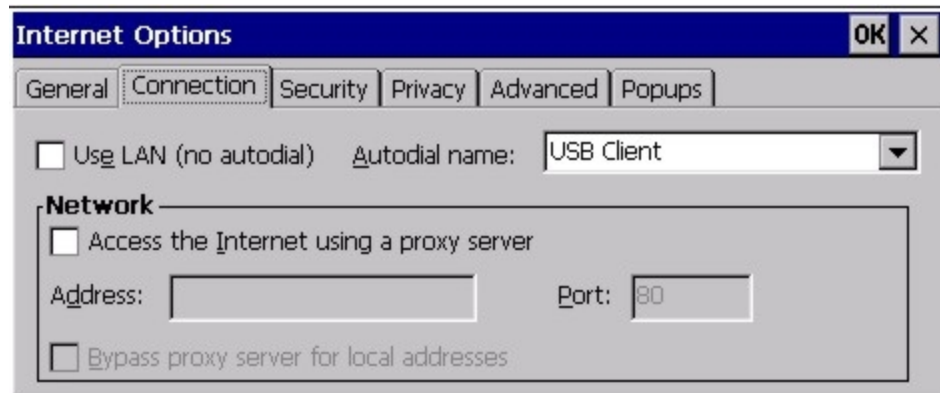 Internet Options OK ×
General Connection Security Privacy Advanced Popups
Use LAN (no autodial) Autodial name: USB Client
Network
Access the Internet using a proxy server
Address: Port: 80
Bypass proxy server for local addresses